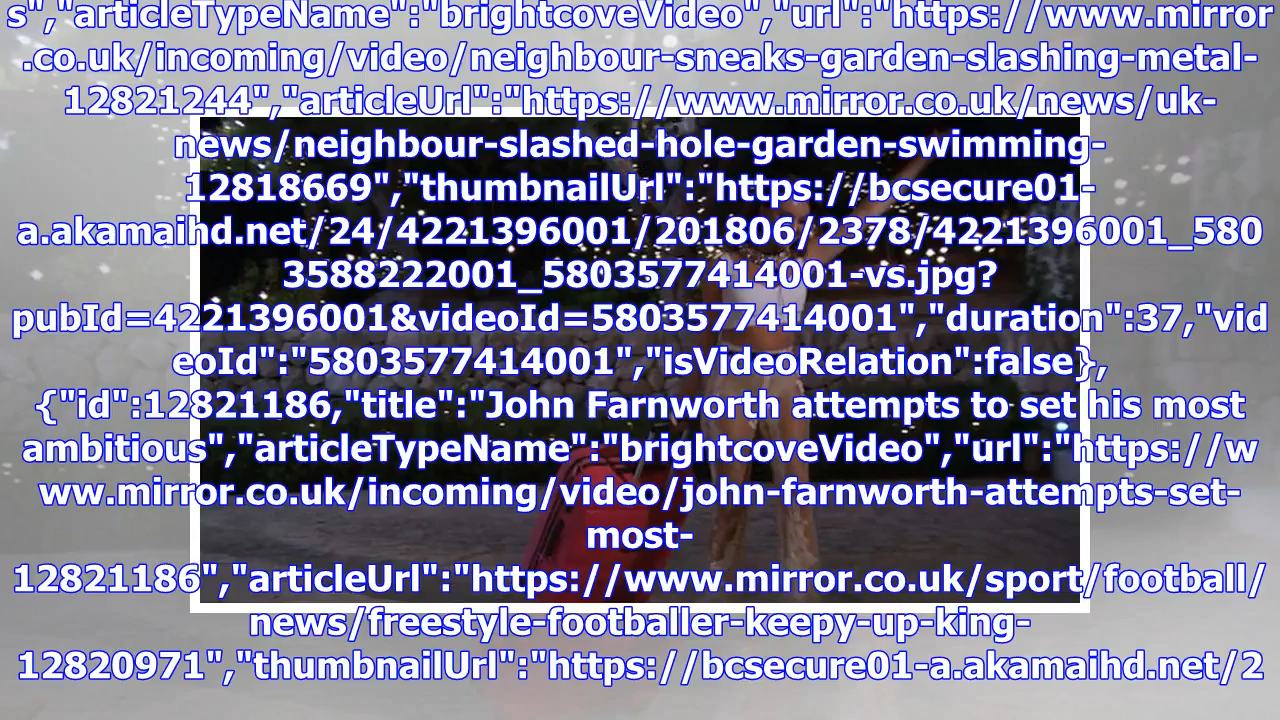 s","articleTypeName":"brightcoveVideo","url":"https://www.mirror
.co.uk/incoming/video/neighbour-sneaks-garden-slashing-metal-
12821244","articleUrl":"https://www.mirror.co.uk/news/uk-
news/neighbour-slashed-hole-garden-swimming-
12818669","thumbnailUrl":"https://bcsecure01-
a.akamaihd.net/24/4221396001/201806/2378/4221396001_580
3588222001_5803577414001-vs.jpg?
pubId=4221396001&videoId=5803577414001","duration":37,"vid
eoId":"5803577414001","isVideoRelation":false},
{"id":12821186,"title":"John Farnworth attempts to set his most
ambitious","articleTypeName":"brightcoveVideo","url":"https://w
ww.mirror.co.uk/incoming/video/john-farnworth-attempts-set-
most-
12821186","articleUrl":"https://www.mirror.co.uk/sport/football/
news/freestyle-footballer-keepy-up-king-
12820971","thumbnailUrl":"https://bcsecure01-a.akamaihd.net/2